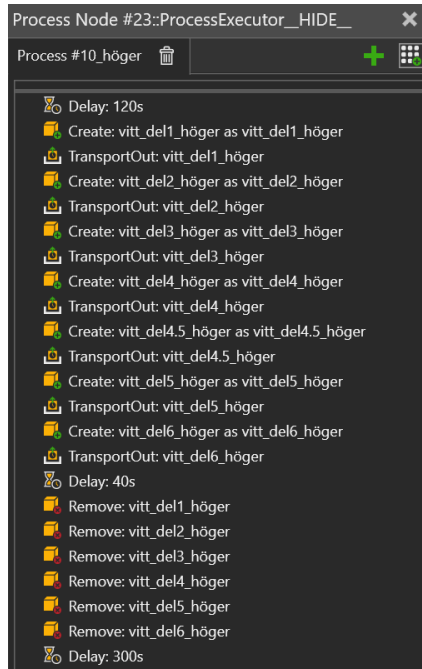 Process Node #23::ProcessExecutor__HIDE__
Process #10_höger
Delay: 120s
Create: vitt_del1_höger as vitt_del1_höger
TransportOut: vitt_del1_höger
Create: vitt_del2_höger as vitt_del2_höger
TransportOut: vitt_del2_höger
Create: vitt_del3_höger as vitt_del3_höger
TransportOut: vitt_del3_höger
Create: vitt_del4_höger as vitt_del4_höger
TransportOut: vitt_del4_höger
Create: vitt_del4.5_höger as vitt_del4.5_höger
TransportOut: vitt_del4.5_höger
Create: vitt_del5_höger as vitt_del5_höger
TransportOut: vitt_del5_höger
Create: vitt_del6_höger as vitt_del6_höger
TransportOut: vitt_del6_höger
Delay: 40s
Remove: vitt_del1_höger
Remove: vitt_del2_höger
Remove: vitt_del3_höger
Remove: vitt_del4_höger
Remove: vitt_del5_höger
Remove: vitt_del6_höger
Delay: 300s